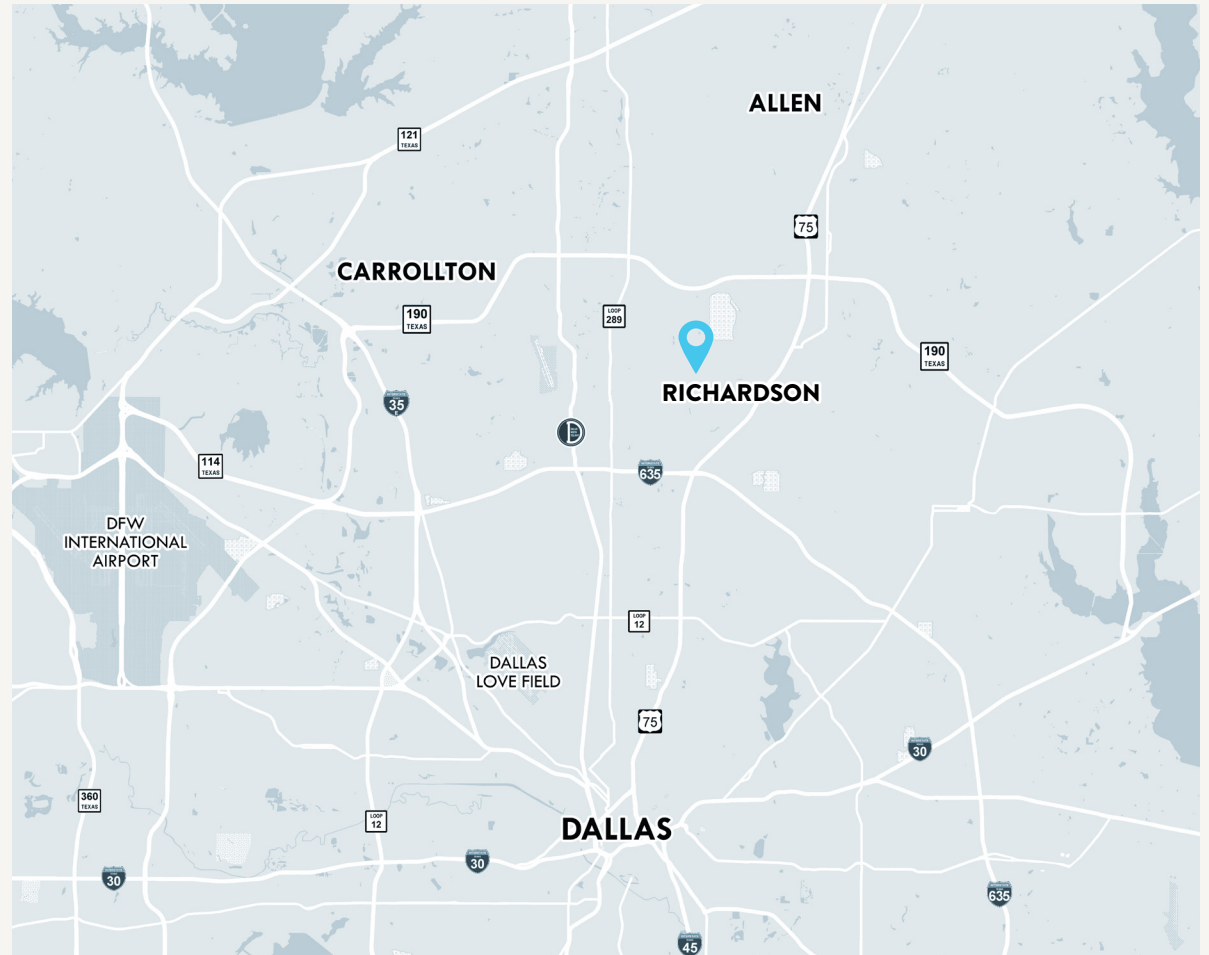 ALLEN
121
TEXAS
75
CARROLLTON
190
TEXAS
LOOP
289
190
TEXAS
RICHARDSON
35
E
D
635
114
TEXAS
DFW
INTERNATIONAL
AIRPORT
LOOP
12
DALLAS
LOVE FIELD
75
30
360
TEXAS
LOOP
12
DALLAS
30
30
635
45